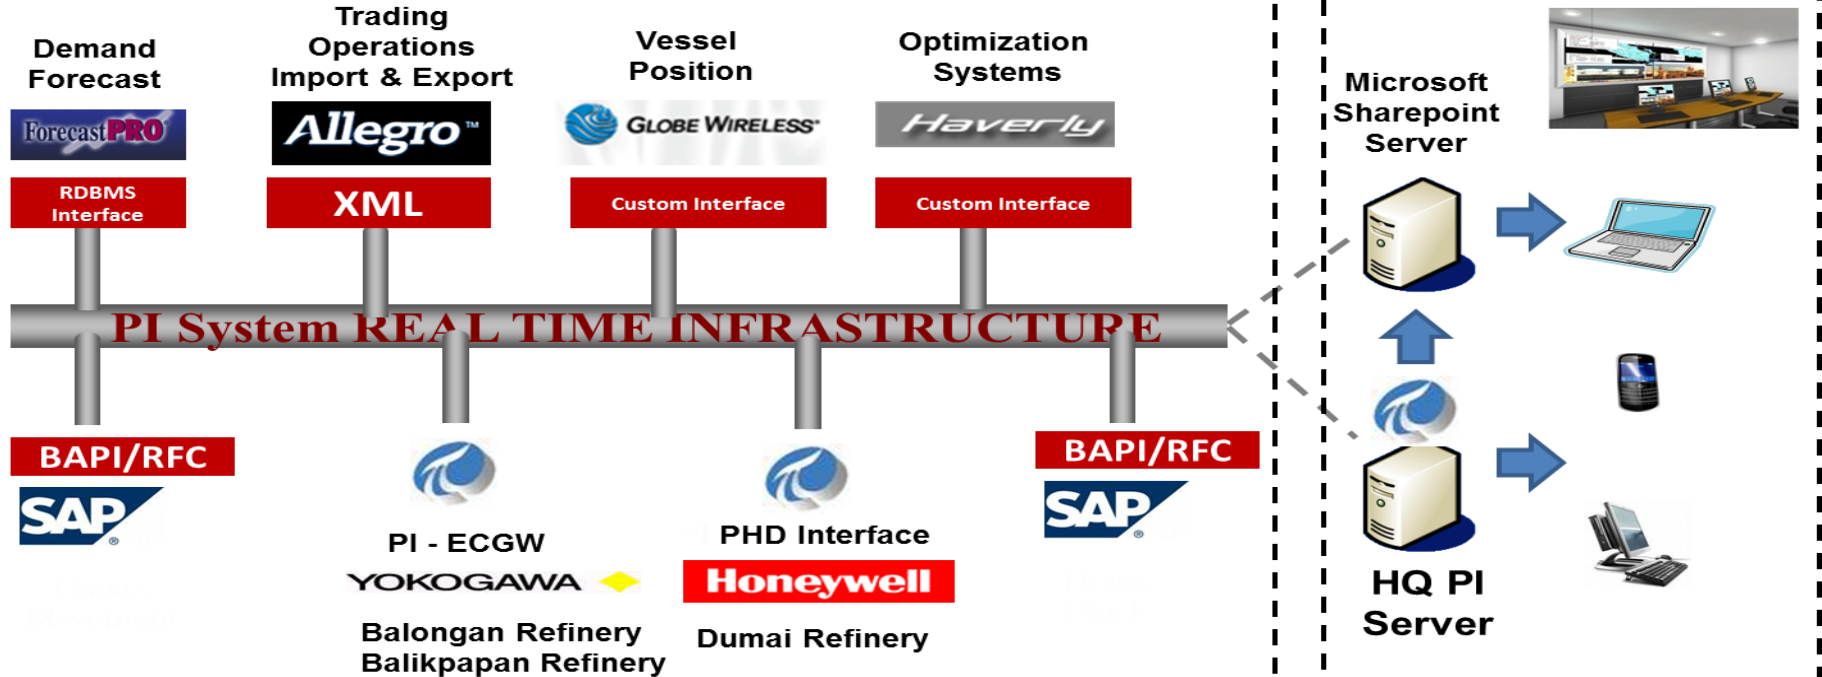 Demand
Forecast
ForecastPRO
RDBMS
Interface
Trading
Operations
Import & Export
Allegro™
XML
Vessel
Position
GLOBE WIRELESS®
Custom Interface
Optimization
Systems
Haverly
Custom Interface
PI System REAL TIME INFRASTRUCTURE
BAPI/RFC
SAP®
PI - ECGW
YOKOGAWA
Balongan Refinery
Balikpapan Refinery
PHD Interface
Honeywell
Dumai Refinery
BAPI/RFC
SAP®
Microsoft
Sharepoint
Server
HQ PI
Server